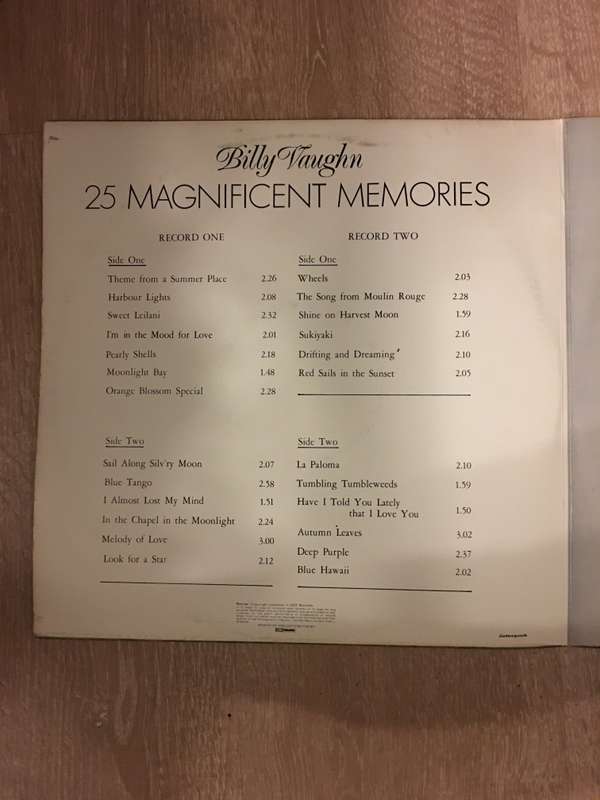 Billy Vaughn
25 MAGNIFICENT MEMORIES
RECORD ONE
Side One
Theme from a Summer Place 2.26
Harbour Lights 2.08
Sweet Leilani 2.32
I'm in the Mood for Love 2.01
Pearly Shells 2.18
Moonlight Bay 1.48
Orange Blossom Special 2.28
Side Two
Sail Along Silv'ry Moon 2.07
Blue Tango 2.58
I Almost Lost My Mind 1.51
In the Chapel in the Moonlight 2.24
Melody of Love 3.00
Look for a Star 2.12
RECORD TWO
Side One
Wheels 2.03
The Song from Moulin Rouge 2.28
Shine on Harvest Moon 1.59
Sukiyaki 2.16
Drifting and Dreaming 2.10
Red Sails in the Sunset 2.05
Side Two
La Paloma 2.10
Tumbling Tumbleweeds 1.59
Have I Told You Lately
that I Love You 1.50
Autumn Leaves 3.02
Deep Purple 2.37
Blue Hawaii 2.02